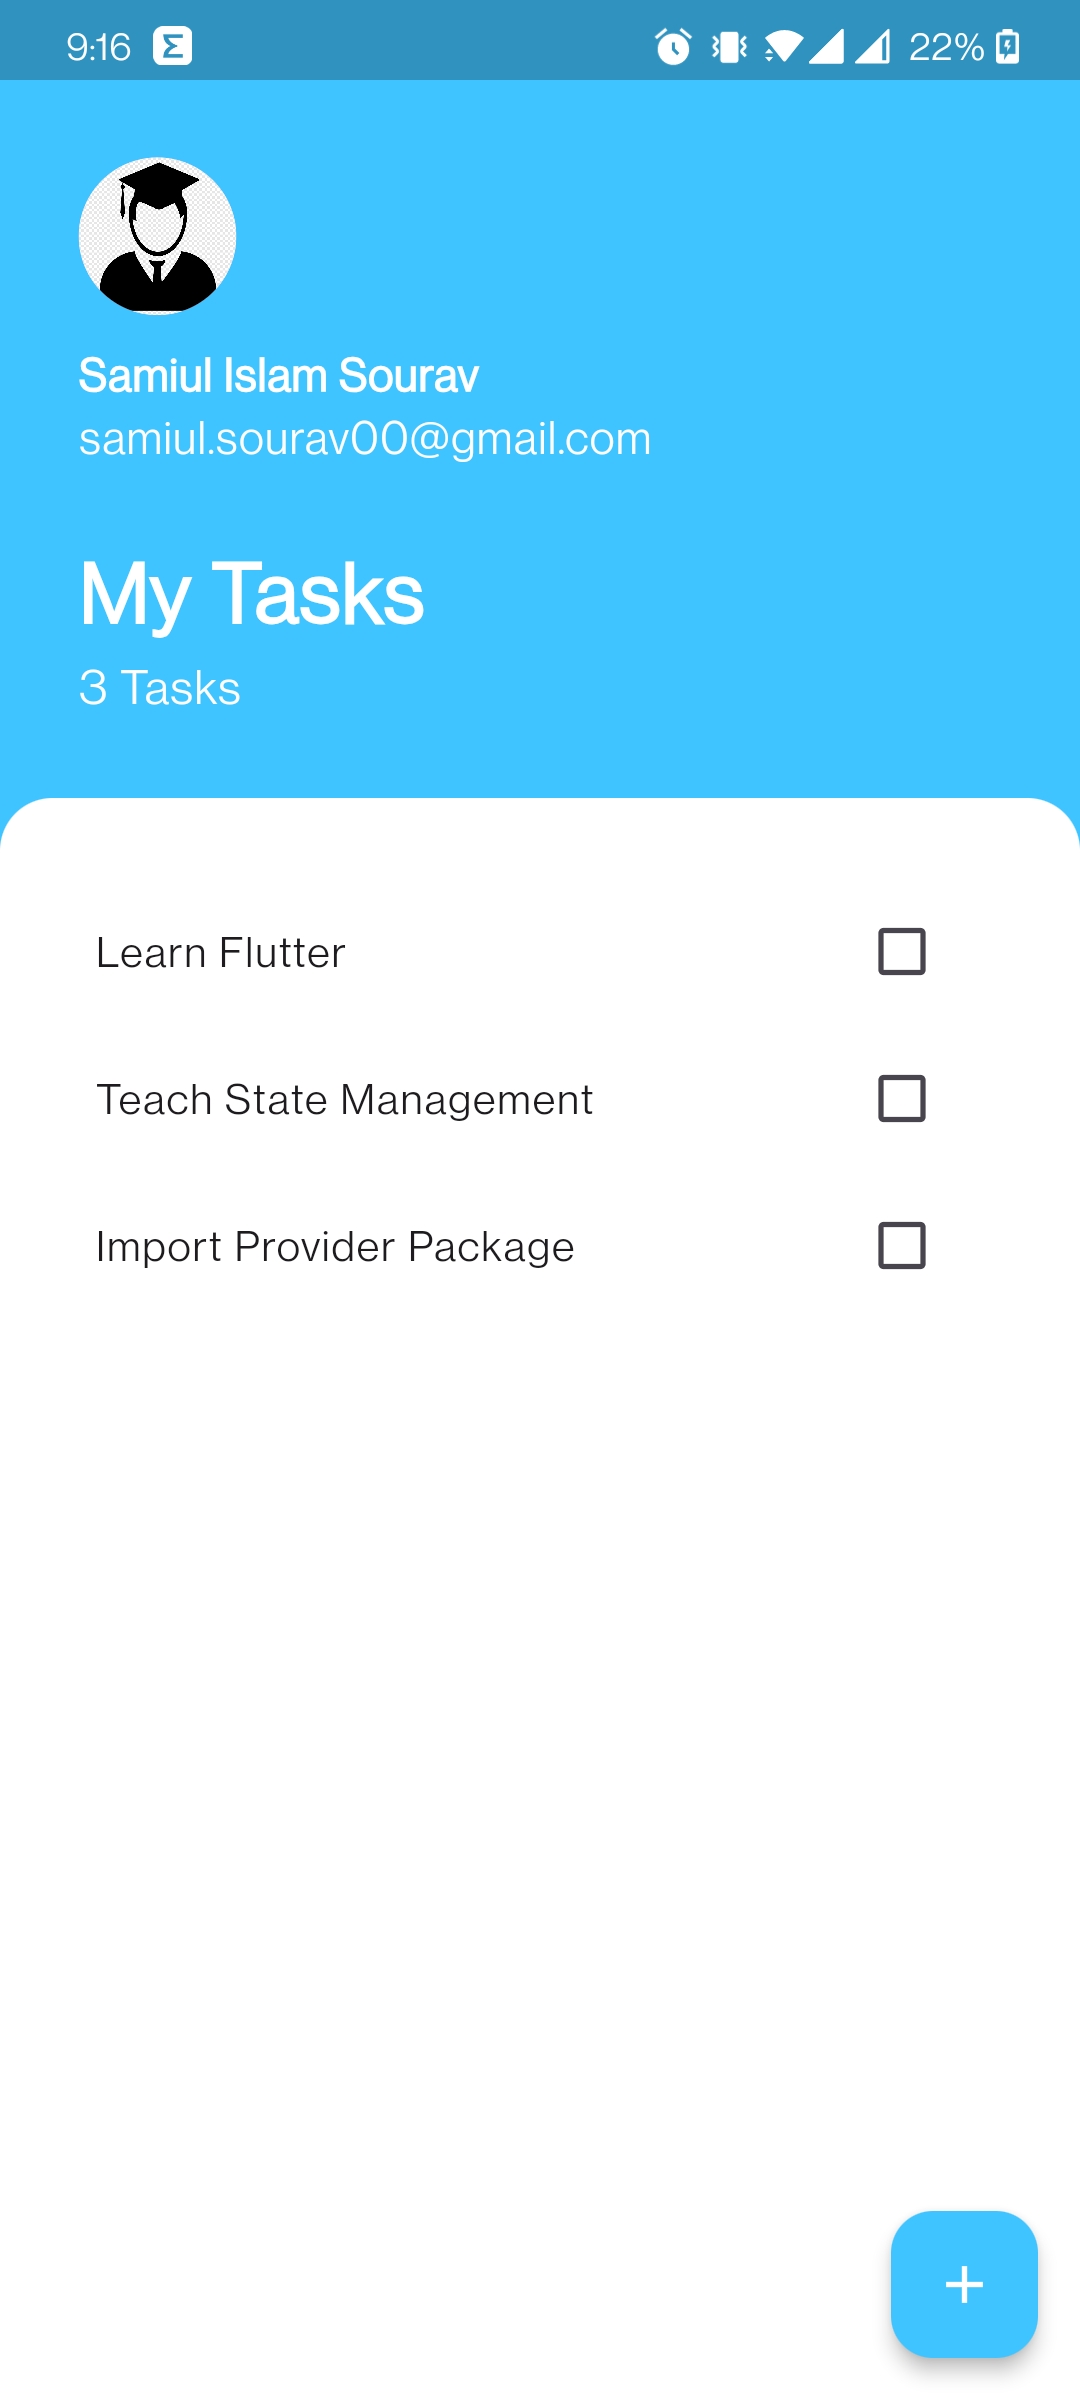 9:16 22%
Samiul Islam Sourav
samiul.sourav00@gmail.com
My Tasks
3 Tasks
Learn Flutter
Teach State Management
Import Provider Package